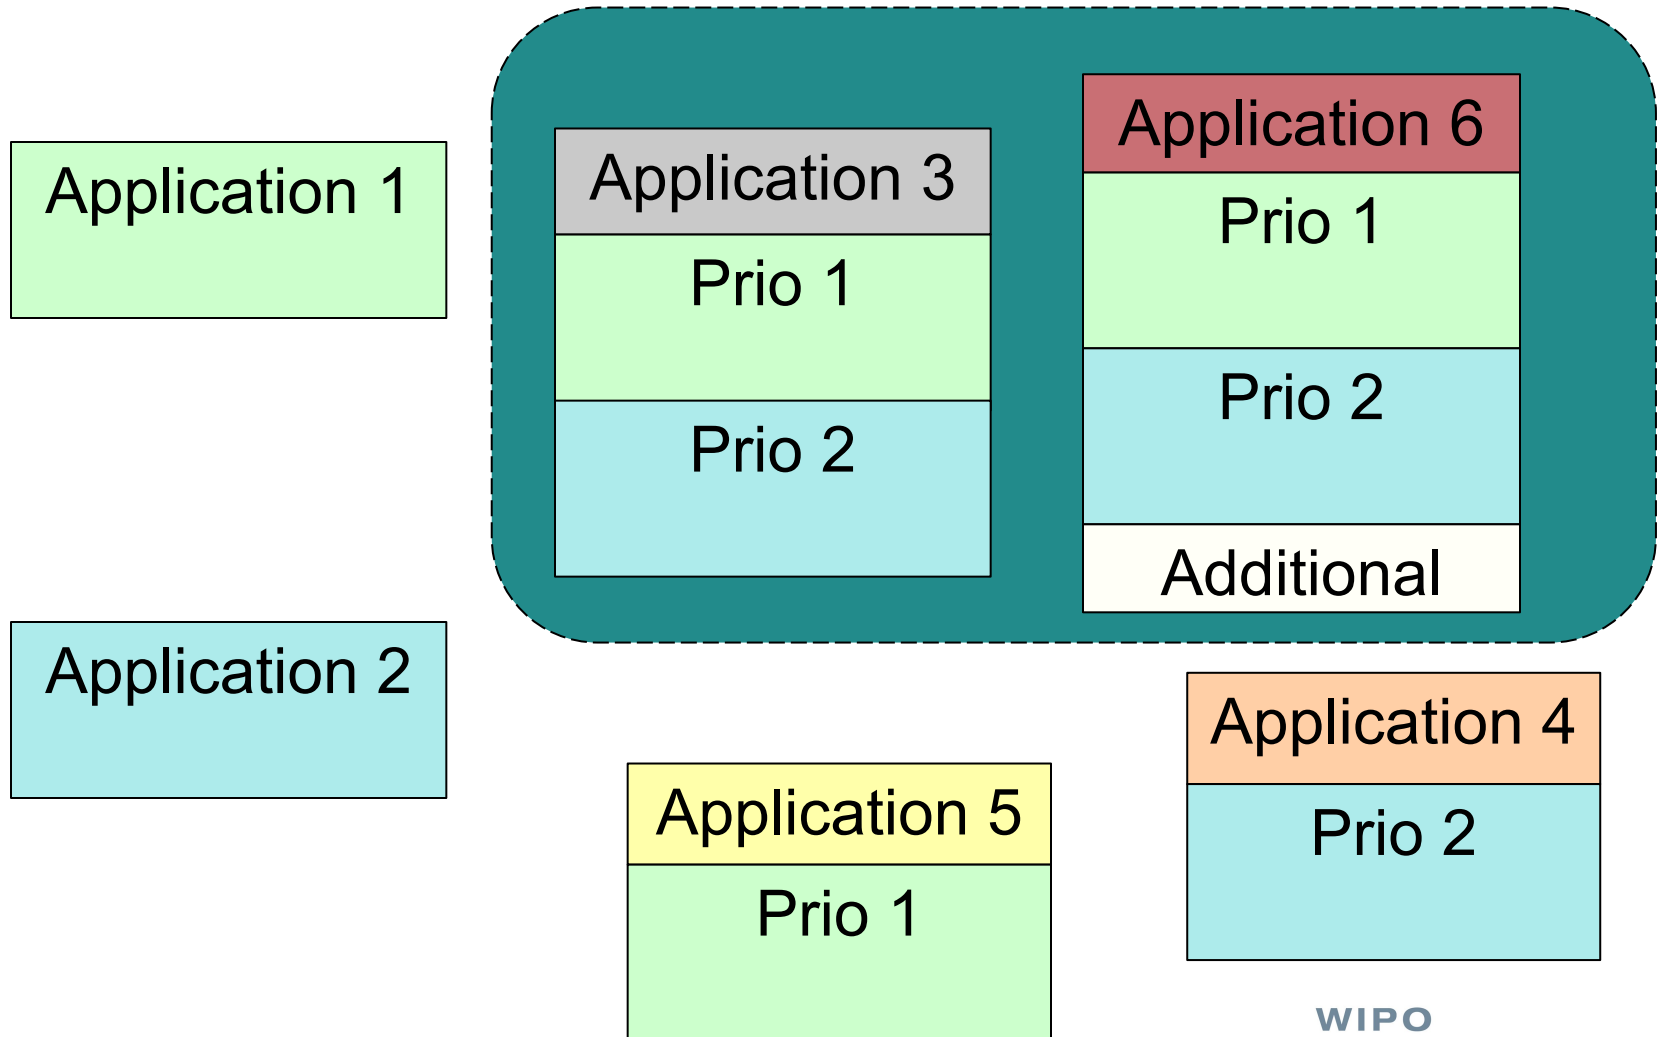 Application 1
Application 3
Prio 1
Prio 2
Application 6
Prio 1
Prio 2
Additional
Application 2
Application 5
Prio 1
Application 4
Prio 2
WIPO